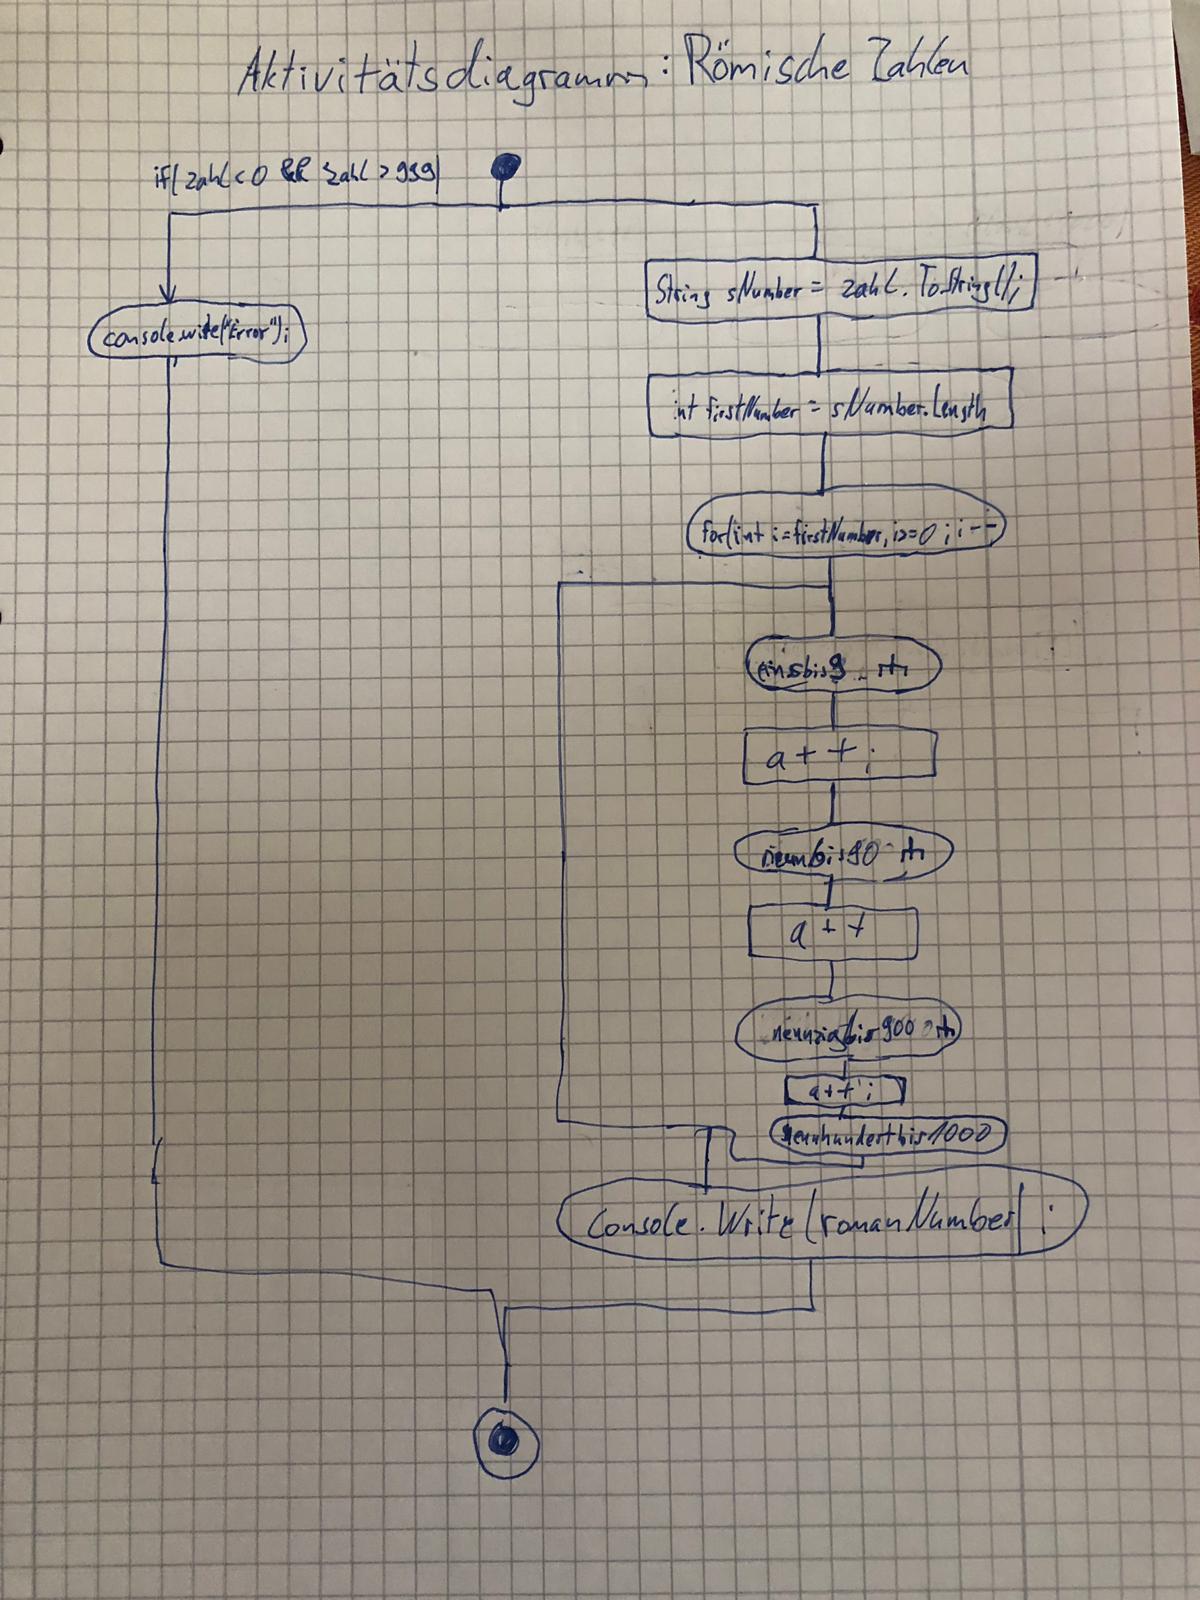 Aktivitätsdiagramm: Römische Zahlen
if(zahl<0 && zahl>999)
console.write("Error");
String sNumber = zahl.ToString();
int firstNumber = sNumber.Length
for(int i=firstNumber, i>=0; i--
einsbis9
a++;
neunbis90
a++
neunzigbis900
a++;
neunhundertbis1000
Console.Write(romanNumber);